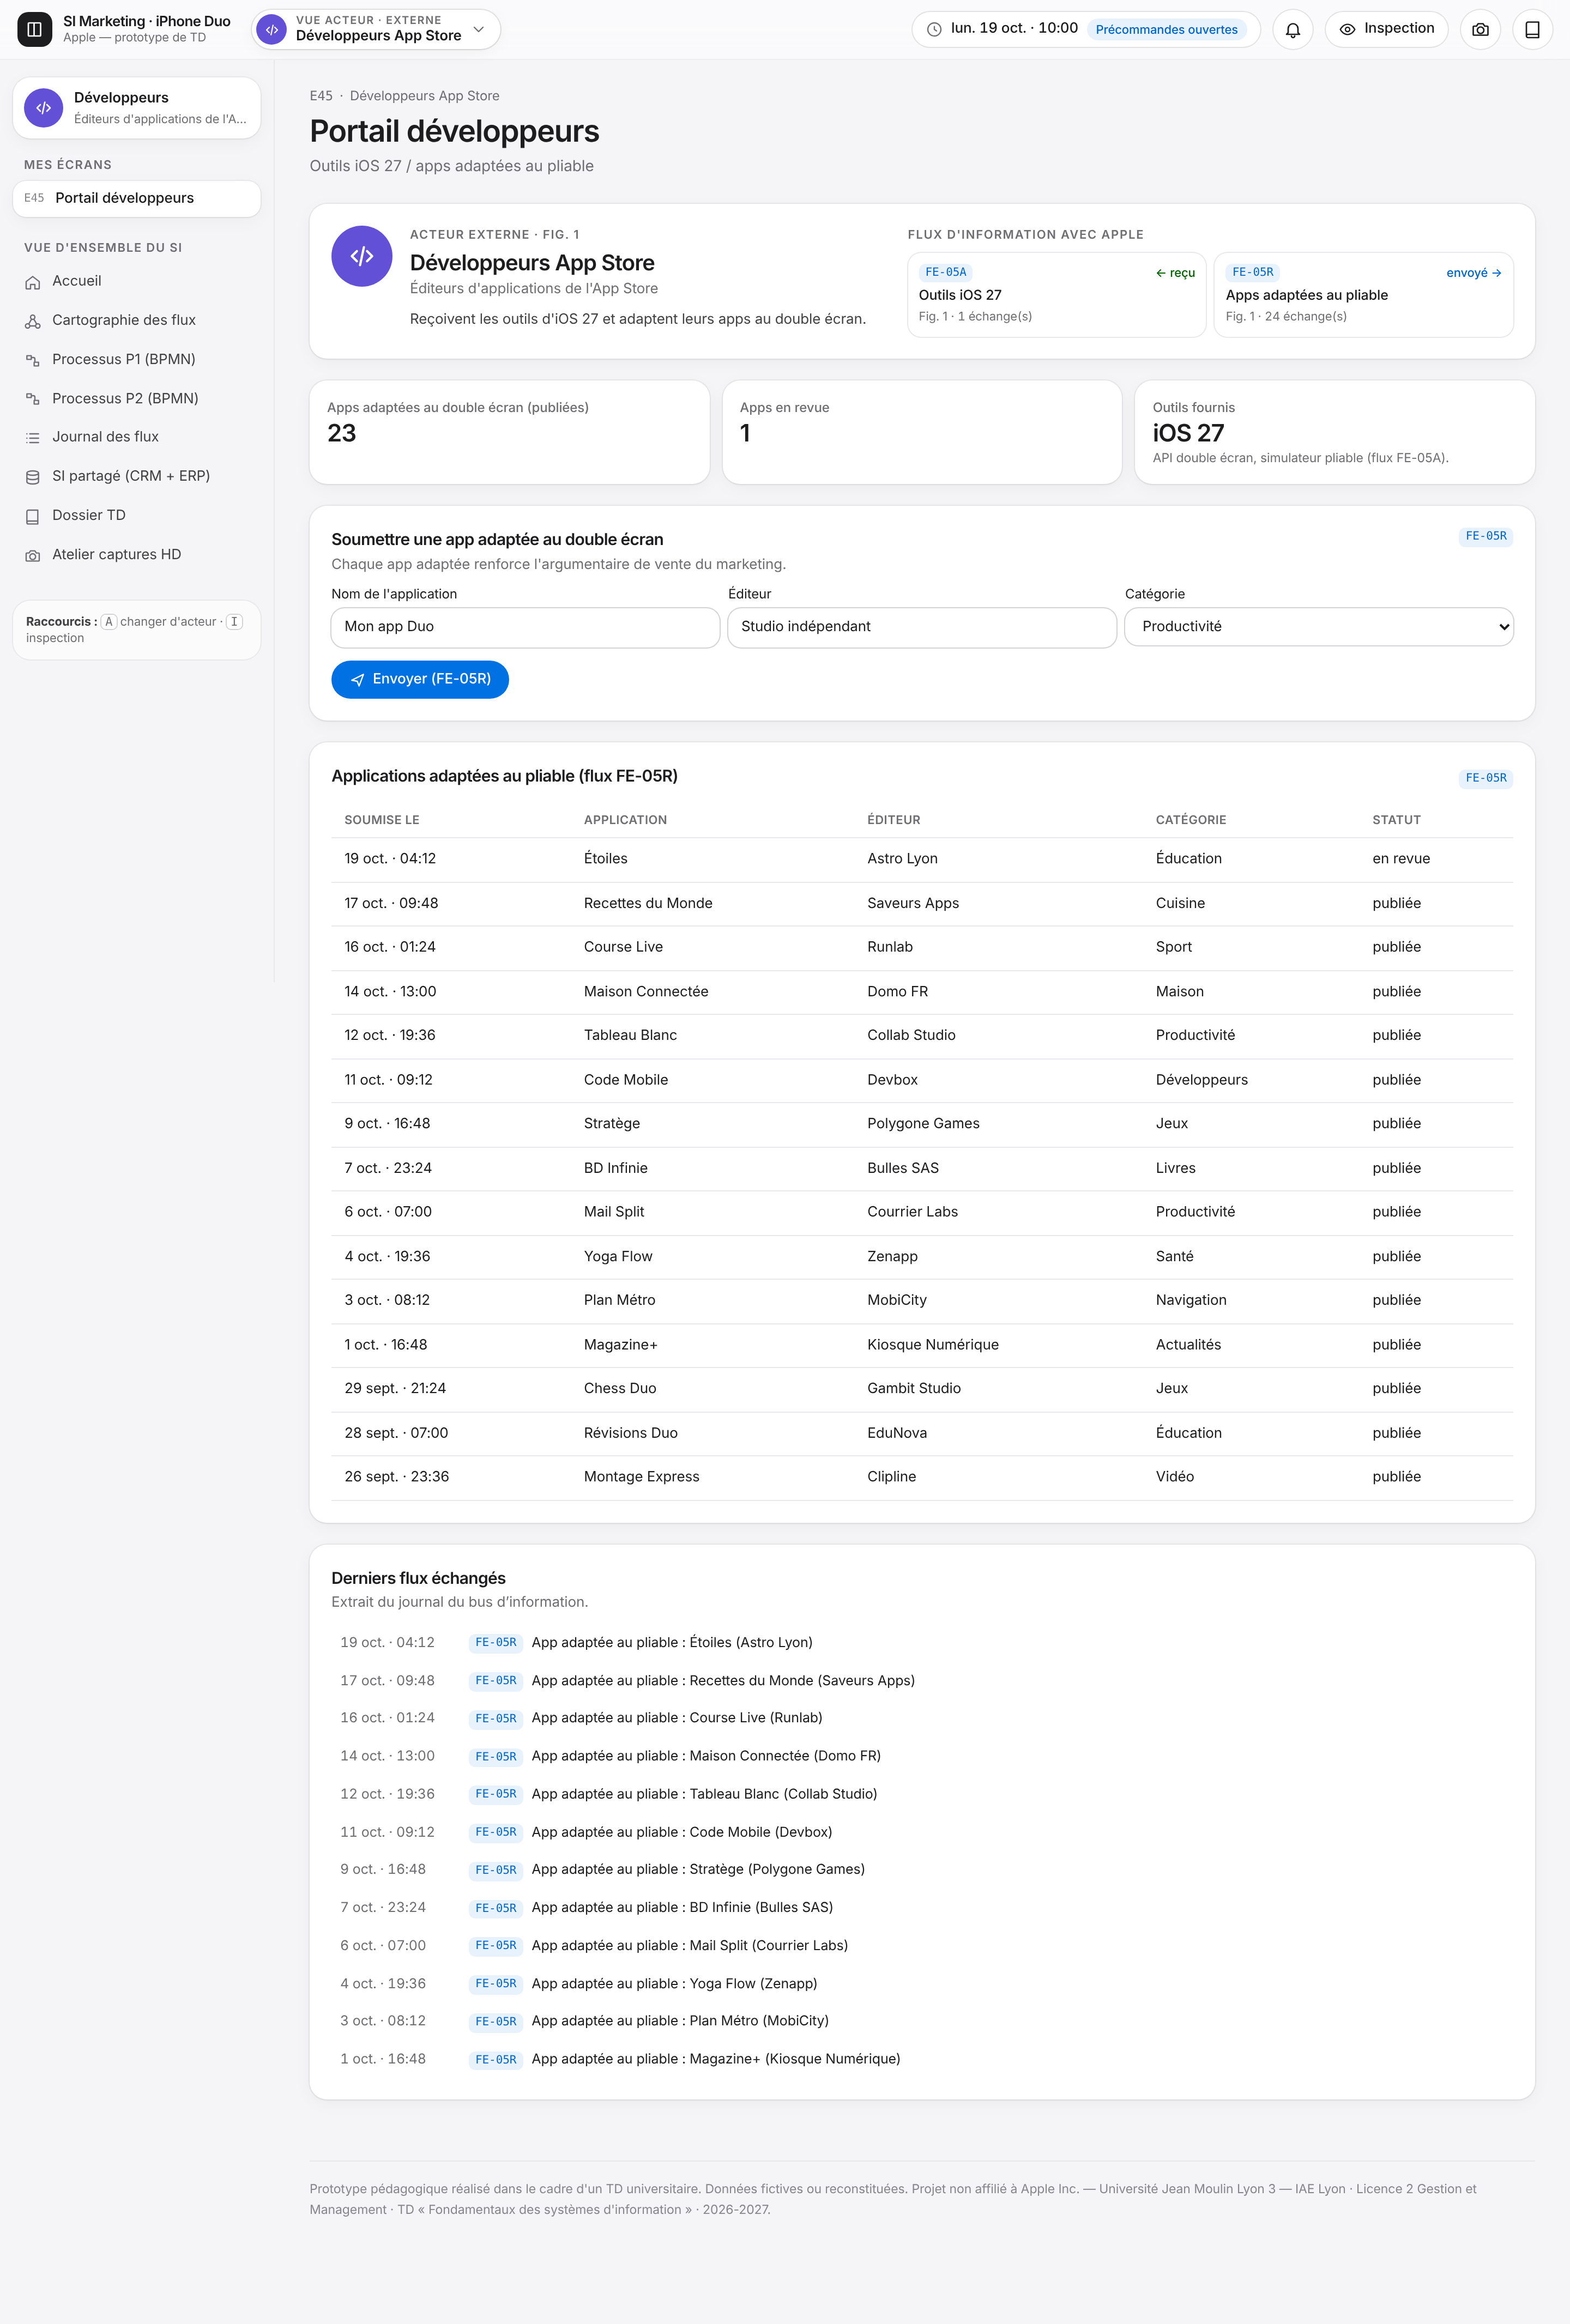 SI Marketing · iPhone Duo
Apple — prototype de TD
VUE ACTEUR · EXTERNE
Développeurs App Store
lun. 19 oct. · 10:00 Précommandes ouvertes
Inspection
Développeurs
Éditeurs d'applications de l'A...
MES ÉCRANS
E45 Portail développeurs
VUE D'ENSEMBLE DU SI
Accueil
Cartographie des flux
Processus P1 (BPMN)
Processus P2 (BPMN)
Journal des flux
SI partagé (CRM + ERP)
Dossier TD
Atelier captures HD
Raccourcis : A changer d'acteur · I
inspection
E45 · Développeurs App Store
Portail développeurs
Outils iOS 27 / apps adaptées au pliable
ACTEUR EXTERNE · FIG. 1
Développeurs App Store
Éditeurs d'applications de l'App Store
Reçoivent les outils d'iOS 27 et adaptent leurs apps au double écran.
FLUX D'INFORMATION AVEC APPLE
FE-05A ← reçu
Outils iOS 27
Fig. 1 · 1 échange(s)
FE-05R envoyé →
Apps adaptées au pliable
Fig. 1 · 24 échange(s)
Apps adaptées au double écran (publiées)
23
Apps en revue
1
Outils fournis
iOS 27
API double écran, simulateur pliable (flux FE-05A).
Soumettre une app adaptée au double écran FE-05R
Chaque app adaptée renforce l'argumentaire de vente du marketing.
Nom de l'application Éditeur Catégorie
Mon app Duo Studio indépendant Productivité
Envoyer (FE-05R)
Applications adaptées au pliable (flux FE-05R) FE-05R
SOUMISE LE APPLICATION ÉDITEUR CATÉGORIE STATUT
19 oct. · 04:12 Étoiles Astro Lyon Éducation en revue
17 oct. · 09:48 Recettes du Monde Saveurs Apps Cuisine publiée
16 oct. · 01:24 Course Live Runlab Sport publiée
14 oct. · 13:00 Maison Connectée Domo FR Maison publiée
12 oct. · 19:36 Tableau Blanc Collab Studio Productivité publiée
11 oct. · 09:12 Code Mobile Devbox Développeurs publiée
9 oct. · 16:48 Stratège Polygone Games Jeux publiée
7 oct. · 23:24 BD Infinie Bulles SAS Livres publiée
6 oct. · 07:00 Mail Split Courrier Labs Productivité publiée
4 oct. · 19:36 Yoga Flow Zenapp Santé publiée
3 oct. · 08:12 Plan Métro MobiCity Navigation publiée
1 oct. · 16:48 Magazine+ Kiosque Numérique Actualités publiée
29 sept. · 21:24 Chess Duo Gambit Studio Jeux publiée
28 sept. · 07:00 Révisions Duo EduNova Éducation publiée
26 sept. · 23:36 Montage Express Clipline Vidéo publiée
Derniers flux échangés
Extrait du journal du bus d’information.
19 oct. · 04:12 FE-05R App adaptée au pliable : Étoiles (Astro Lyon)
17 oct. · 09:48 FE-05R App adaptée au pliable : Recettes du Monde (Saveurs Apps)
16 oct. · 01:24 FE-05R App adaptée au pliable : Course Live (Runlab)
14 oct. · 13:00 FE-05R App adaptée au pliable : Maison Connectée (Domo FR)
12 oct. · 19:36 FE-05R App adaptée au pliable : Tableau Blanc (Collab Studio)
11 oct. · 09:12 FE-05R App adaptée au pliable : Code Mobile (Devbox)
9 oct. · 16:48 FE-05R App adaptée au pliable : Stratège (Polygone Games)
7 oct. · 23:24 FE-05R App adaptée au pliable : BD Infinie (Bulles SAS)
6 oct. · 07:00 FE-05R App adaptée au pliable : Mail Split (Courrier Labs)
4 oct. · 19:36 FE-05R App adaptée au pliable : Yoga Flow (Zenapp)
3 oct. · 08:12 FE-05R App adaptée au pliable : Plan Métro (MobiCity)
1 oct. · 16:48 FE-05R App adaptée au pliable : Magazine+ (Kiosque Numérique)
Prototype pédagogique réalisé dans le cadre d'un TD universitaire. Données fictives ou reconstituées. Projet non affilié à Apple Inc. — Université Jean Moulin Lyon 3 — IAE Lyon · Licence 2 Gestion et
Management · TD « Fondamentaux des systèmes d'information » · 2026-2027.